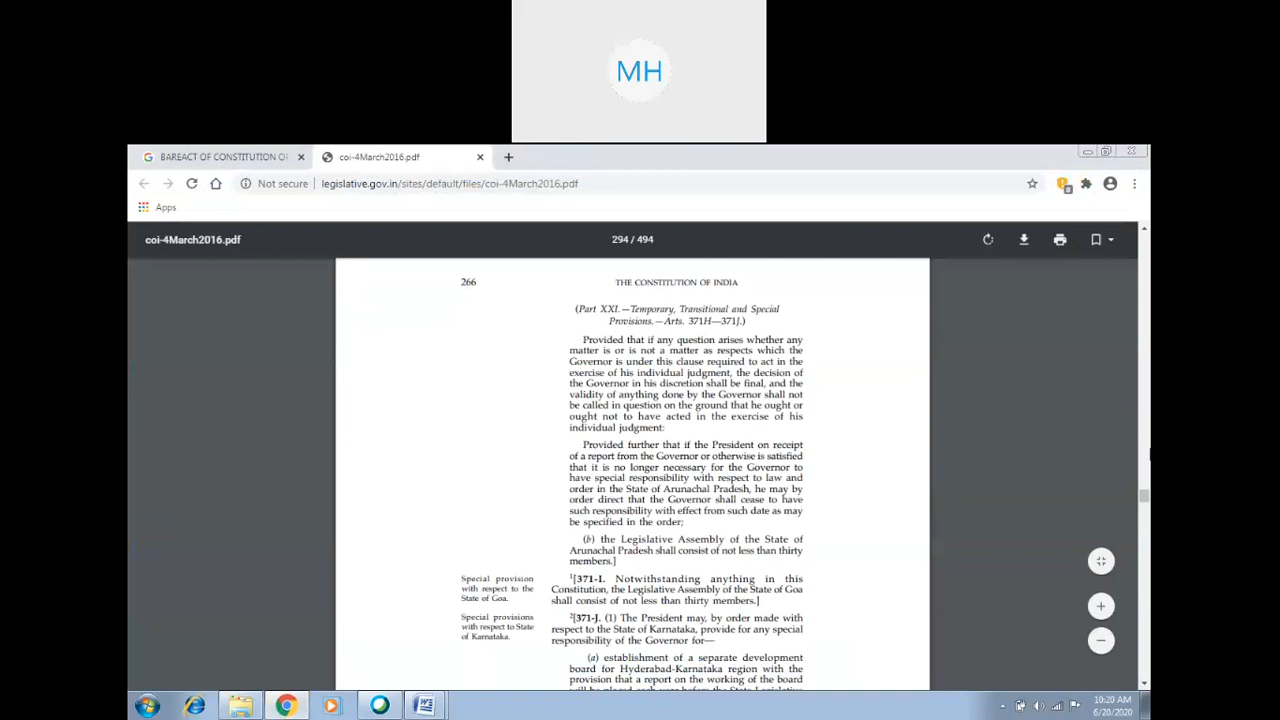 MH
BAREACT OF CONSTITUTION OF
coi-4March2016.pdf
Not secure
legislative.gov.in/sites/default/files/coi-4March2016.pdf
Apps
coi-4March2016.pdf
294 / 494
266
THE CONSTITUTION OF INDIA
(Part XXI.—Temporary, Transitional and Special
Provisions.—Arts. 371H—371J.)
Provided that if any question arises whether any
matter is or is not a matter as respects which the
Governor is under this clause required to act in the
exercise of his individual judgment, the decision of
the Governor in his discretion shall be final, and the
validity of anything done by the Governor shall not
be called in question on the ground that he ought or
ought not to have acted in the exercise of his
individual judgment:
Provided further that if the President on receipt
of a report from the Governor or otherwise is satisfied
that it is no longer necessary for the Governor to
have special responsibility with respect to law and
order in the State of Arunachal Pradesh, he may by
order direct that the Governor shall cease to have
such responsibility with effect from such date as may
be specified in the order;
(b) the Legislative Assembly of the State of
Arunachal Pradesh shall consist of not less than thirty
members.]
Special provision
with respect to the
State of Goa.
1[371-I. Notwithstanding anything in this
Constitution, the Legislative Assembly of the State of Goa
shall consist of not less than thirty members.]
Special provisions
with respect to State
of Karnataka.
2[371-J. (1) The President may, by order made with
respect to the State of Karnataka, provide for any special
responsibility of the Governor for—
(a) establishment of a separate development
board for Hyderabad-Karnataka region with the
provision that a report on the working of the board
will be placed each year before the State Legislative
10:20 AM
6/20/2020